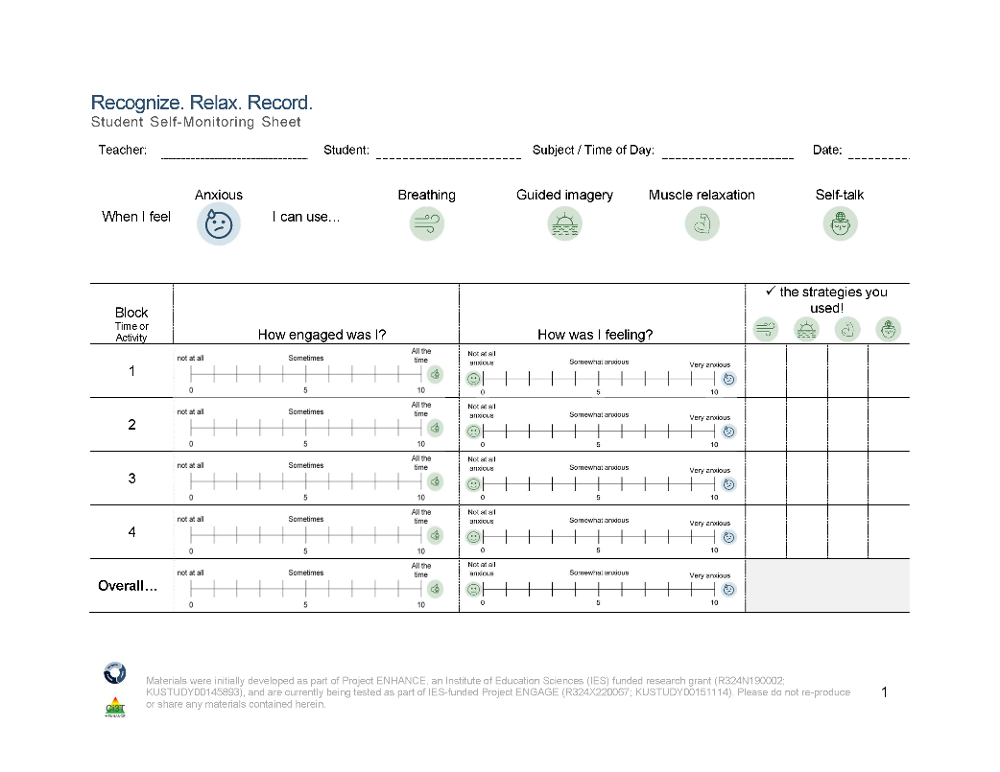 Recognize. Relax. Record.
Student Self-Monitoring Sheet
Teacher: Student: Subject / Time of Day: Date:
Anxious Breathing Guided imagery Muscle relaxation Self-talk
When I feel I can use...
✓ the strategies you used!
Block
Time or
Activity
How engaged was I? How was I feeling?
1
not at all Sometimes All the time
0 5 10
Not at all anxious Somewhat anxious Very anxious
0 5 10
2
not at all Sometimes All the time
0 5 10
Not at all anxious Somewhat anxious Very anxious
0 5 10
3
not at all Sometimes All the time
0 5 10
Not at all anxious Somewhat anxious Very anxious
0 5 10
4
not at all Sometimes All the time
0 5 10
Not at all anxious Somewhat anxious Very anxious
0 5 10
Overall...
not at all Sometimes All the time
0 5 10
Not at all anxious Somewhat anxious Very anxious
0 5 10
Materials were initially developed as part of Project ENHANCE, an Institute of Education Sciences (IES) funded research grant (R324N190002;
KUSTUDY00145893), and are currently being tested as part of IES-funded Project ENGAGE (R324X220067; KUSTUDY00151114). Please do not re-produce
or share any materials contained herein.
1